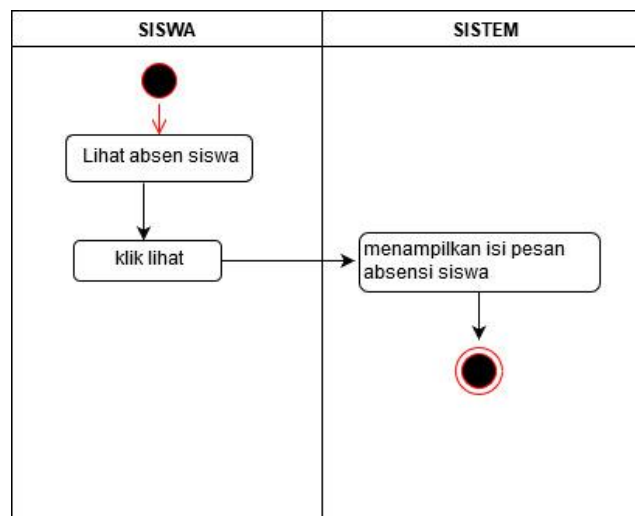 SISWA
SISTEM
Lihat absen siswa
klik lihat
menampilkan isi pesan
absensi siswa